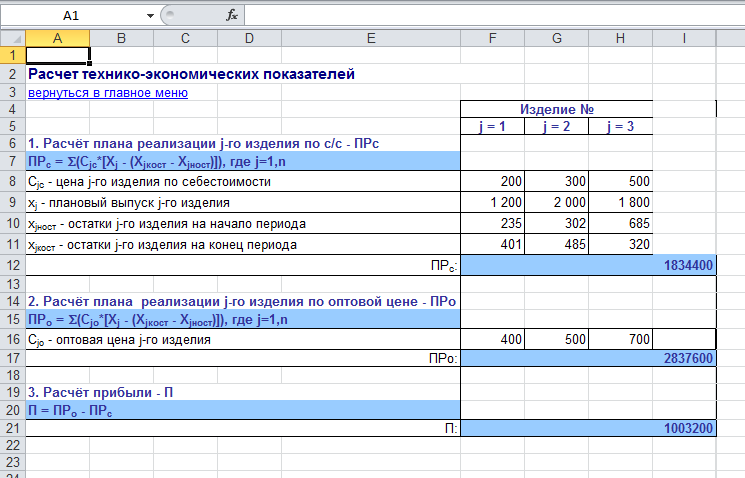 A1
fx
A B C D E F G H I
1
2 Расчет технико-экономических показателей
3 вернуться в главное меню
4 Изделие №
5 j = 1 j = 2 j = 3
6 1. Расчёт плана реализации j-го изделия по с/с - ПРс
7 ПРс = Σ(Cjc*[Xj - (Xjкост - Xjност)]), где j=1,n
8 Cjc - цена j-го изделия по себестоимости 200 300 500
9 xj - плановый выпуск j-го изделия 1 200 2 000 1 800
10 xjност - остатки j-го изделия на начало периода 235 302 685
11 xjкост - остатки j-го изделия на конец периода 401 485 320
12 ПРс: 1834400
13
14 2. Расчёт плана реализации j-го изделия по оптовой цене - ПРо
15 ПРо = Σ(Cjo*[Xj - (Xjкост - Xjност)]), где j=1,n
16 Cjo - оптовая цена j-го изделия 400 500 700
17 ПРо: 2837600
18
19 3. Расчёт прибыли - П
20 П = ПРо - ПРс
21 П: 1003200
22
23